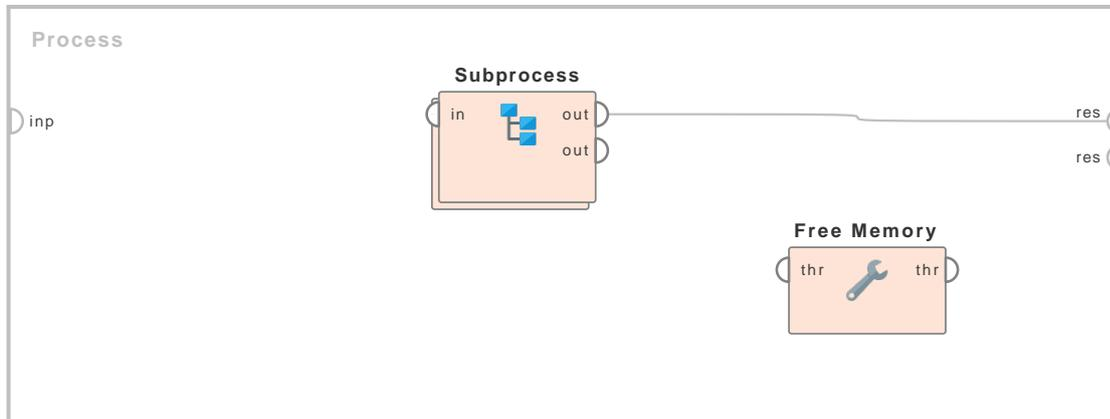 Process
Subprocess
inp
in
out
res
out
res
Free Memory
thr
thr